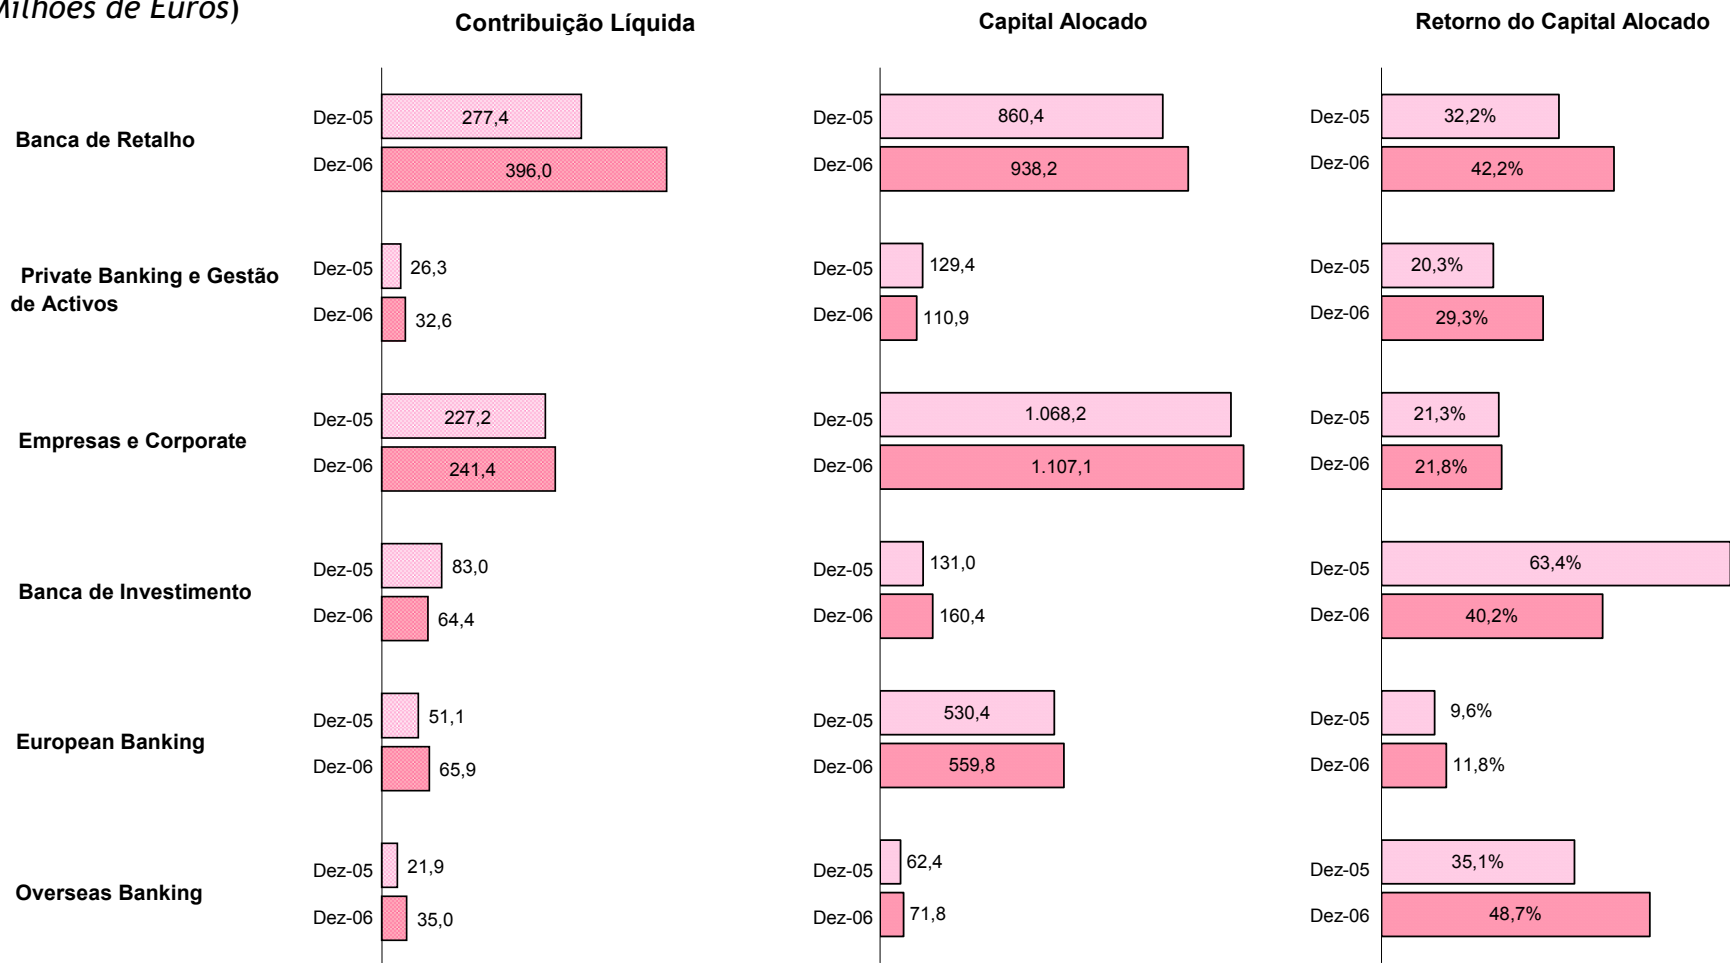 Milhões de Euros)
Contribuição Líquida
Capital Alocado
Retorno do Capital Alocado
Banca de Retalho
Dez-05 277,4
Dez-06 396,0
Dez-05 860,4
Dez-06 938,2
Dez-05 32,2%
Dez-06 42,2%
Private Banking e Gestão
de Activos
Dez-05 26,3
Dez-06 32,6
Dez-05 129,4
Dez-06 110,9
Dez-05 20,3%
Dez-06 29,3%
Empresas e Corporate
Dez-05 227,2
Dez-06 241,4
Dez-05 1.068,2
Dez-06 1.107,1
Dez-05 21,3%
Dez-06 21,8%
Banca de Investimento
Dez-05 83,0
Dez-06 64,4
Dez-05 131,0
Dez-06 160,4
Dez-05 63,4%
Dez-06 40,2%
European Banking
Dez-05 51,1
Dez-06 65,9
Dez-05 530,4
Dez-06 559,8
Dez-05 9,6%
Dez-06 11,8%
Overseas Banking
Dez-05 21,9
Dez-06 35,0
Dez-05 62,4
Dez-06 71,8
Dez-05 35,1%
Dez-06 48,7%